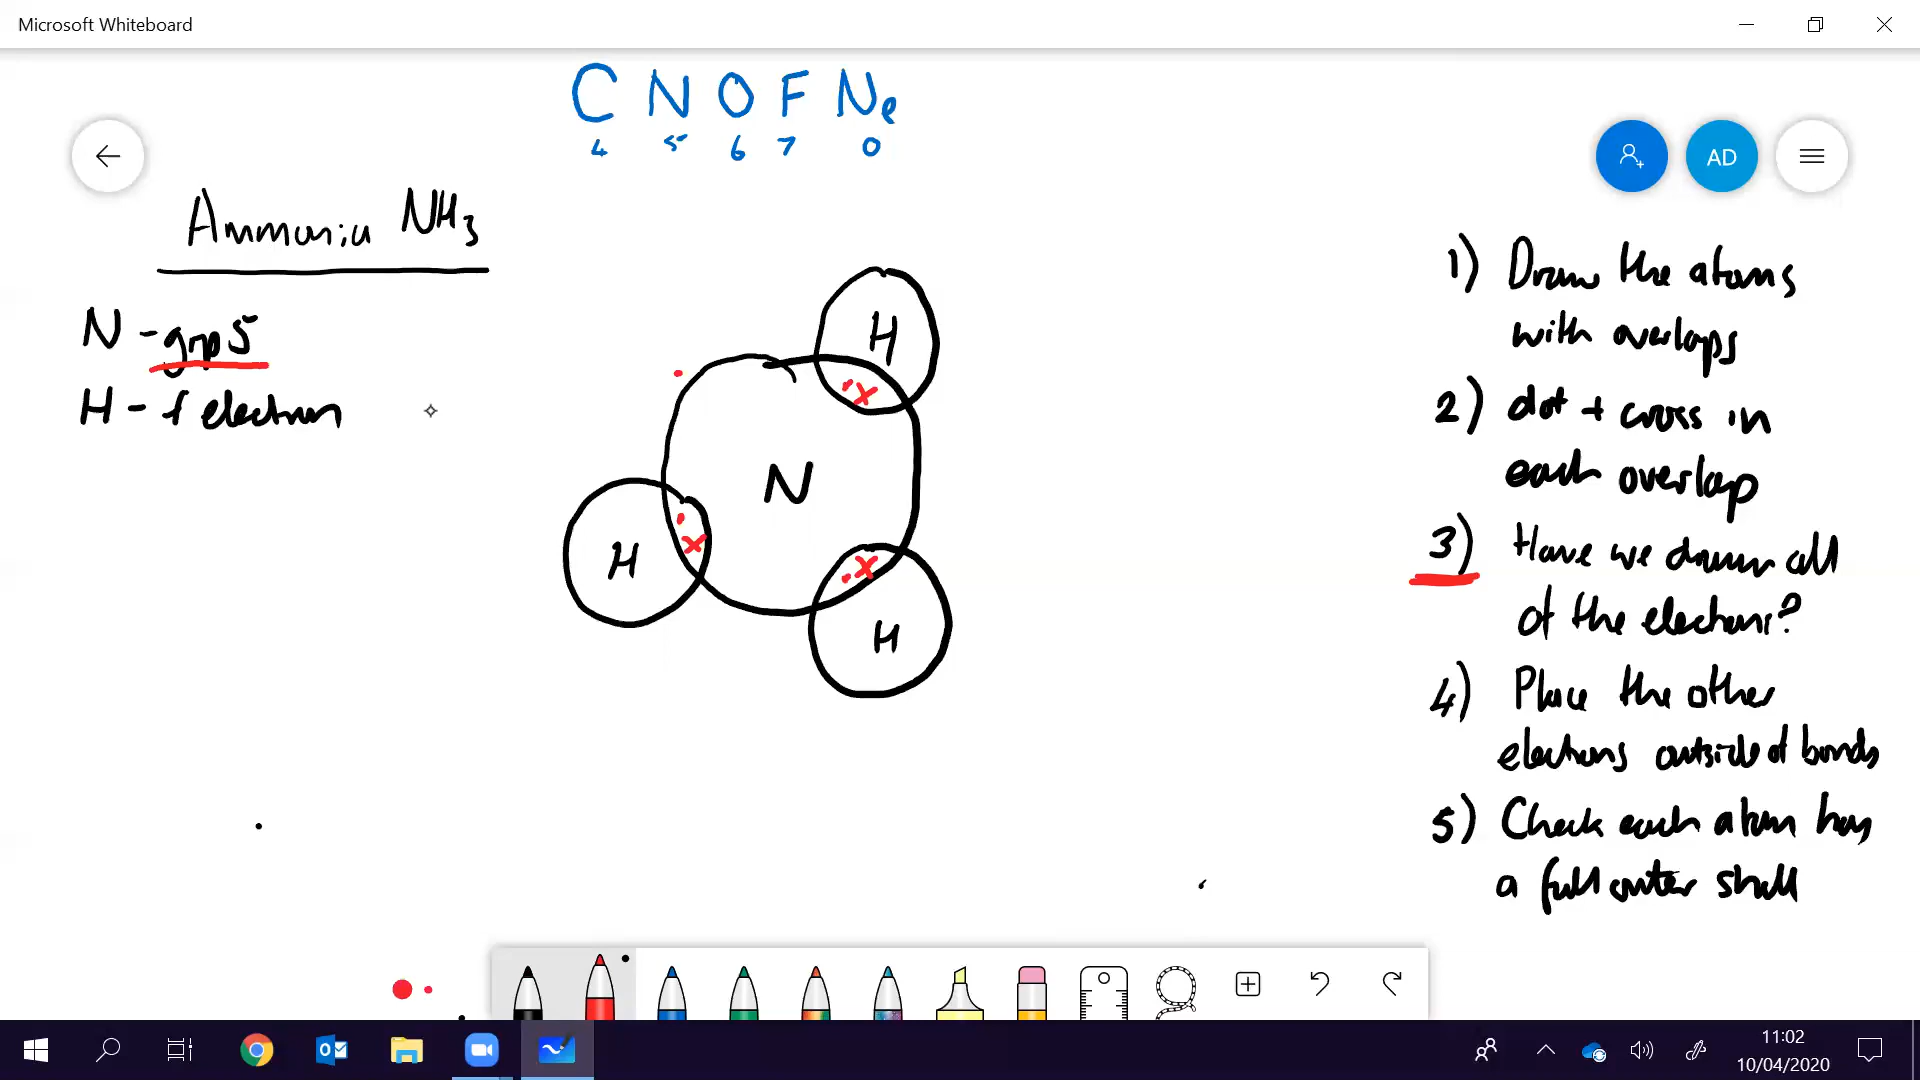 Microsoft Whiteboard
C N O F Ne
4 5 6 7 0
AD
Ammonia NH3
N - grp 5
H - 1 electron
H
N
H
H
1) Draw the atoms
with overlaps
2) dot + cross in
each overlap
3) Have we drawn all
of the electrons?
4) Place the other
electrons outside of bonds
5) Check each atom has
a full outer shell
11:02
10/04/2020